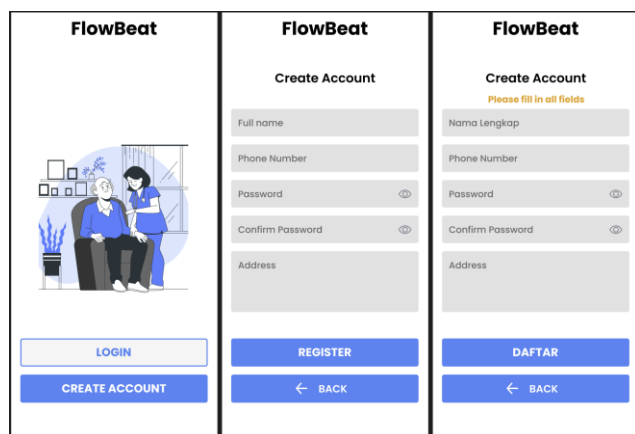 FlowBeat
LOGIN
CREATE ACCOUNT
FlowBeat
Create Account
Full name
Phone Number
Password
Confirm Password
Address
REGISTER
← BACK
FlowBeat
Create Account
Please fill in all fields
Nama Lengkap
Phone Number
Password
Confirm Password
Address
DAFTAR
← BACK